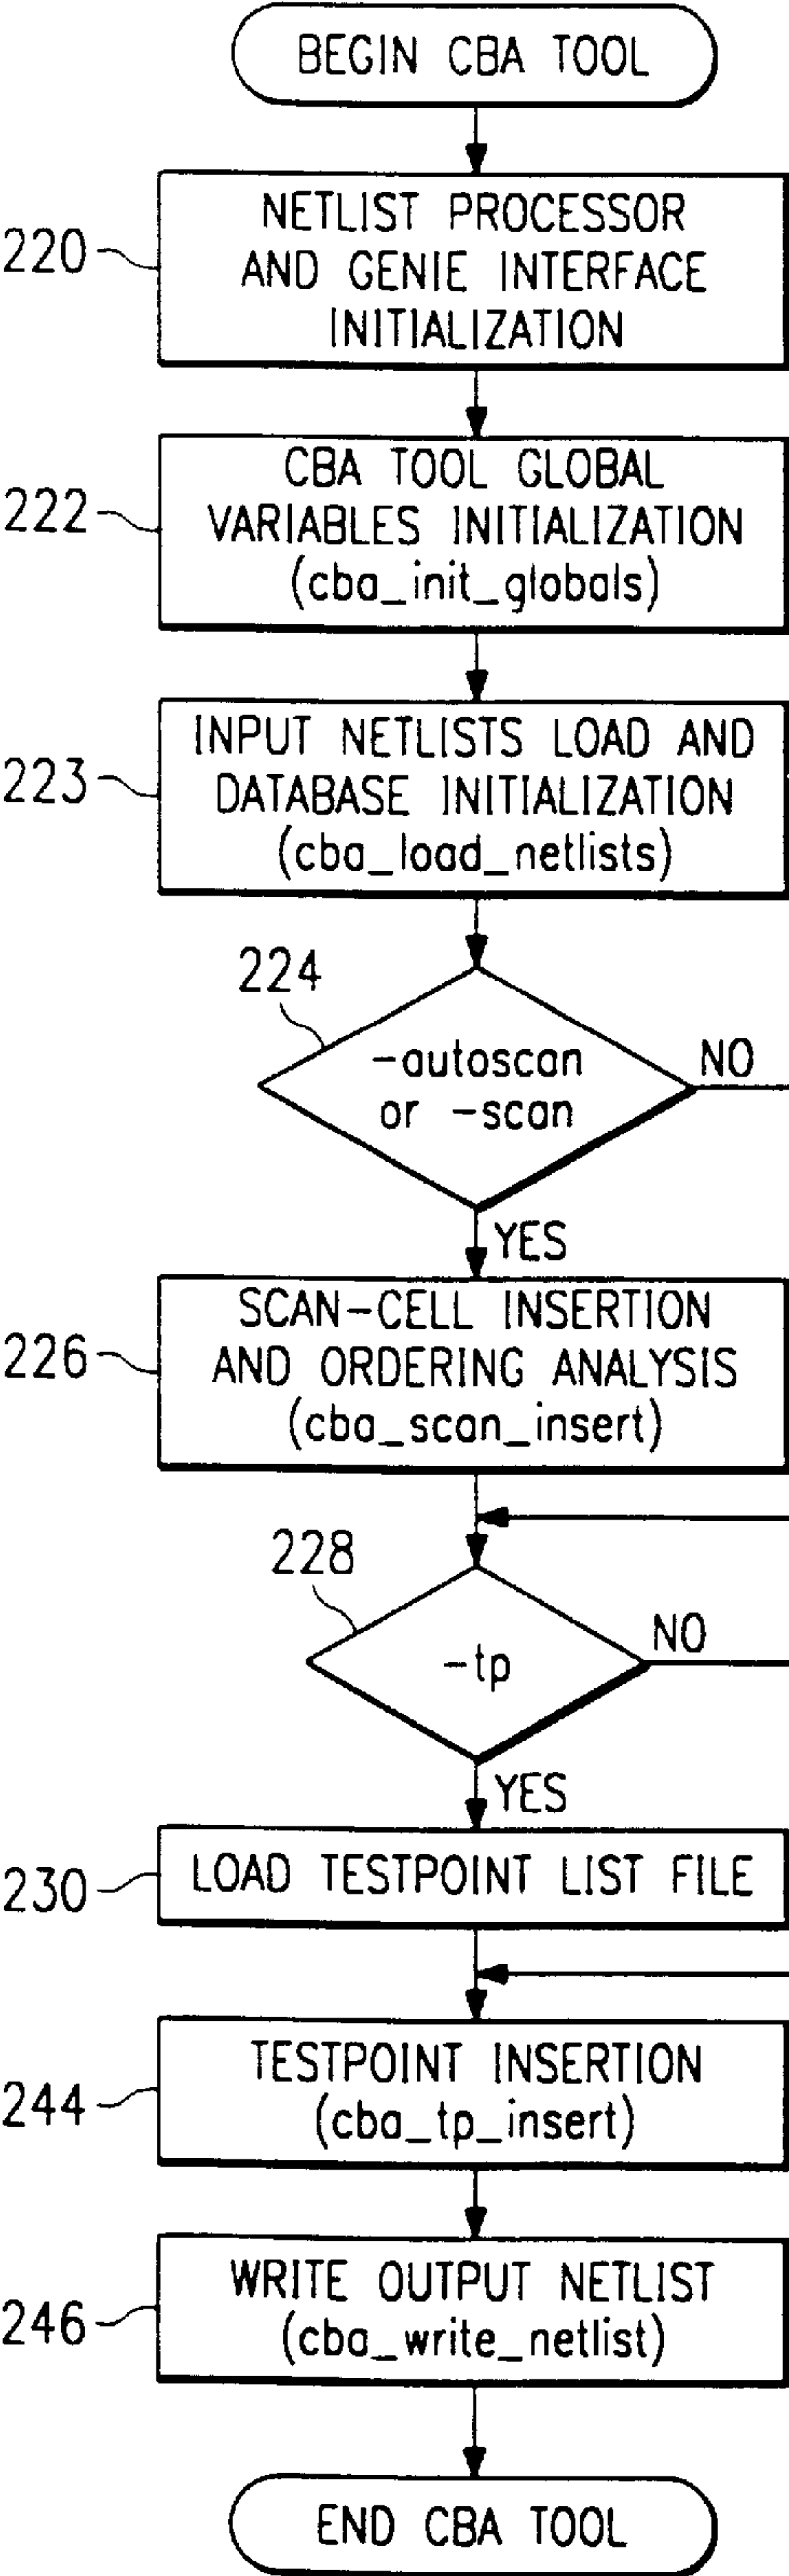 BEGIN CBA TOOL
220
NETLIST PROCESSOR
AND GENIE INTERFACE
INITIALIZATION
222
CBA TOOL GLOBAL
VARIABLES INITIALIZATION
(cba_init_globals)
223
INPUT NETLISTS LOAD AND
DATABASE INITIALIZATION
(cba_load_netlists)
224
-autoscan
or -scan
NO
YES
226
SCAN-CELL INSERTION
AND ORDERING ANALYSIS
(cba_scan_insert)
228
-tp
NO
YES
230
LOAD TESTPOINT LIST FILE
244
TESTPOINT INSERTION
(cba_tp_insert)
246
WRITE OUTPUT NETLIST
(cba_write_netlist)
END CBA TOOL